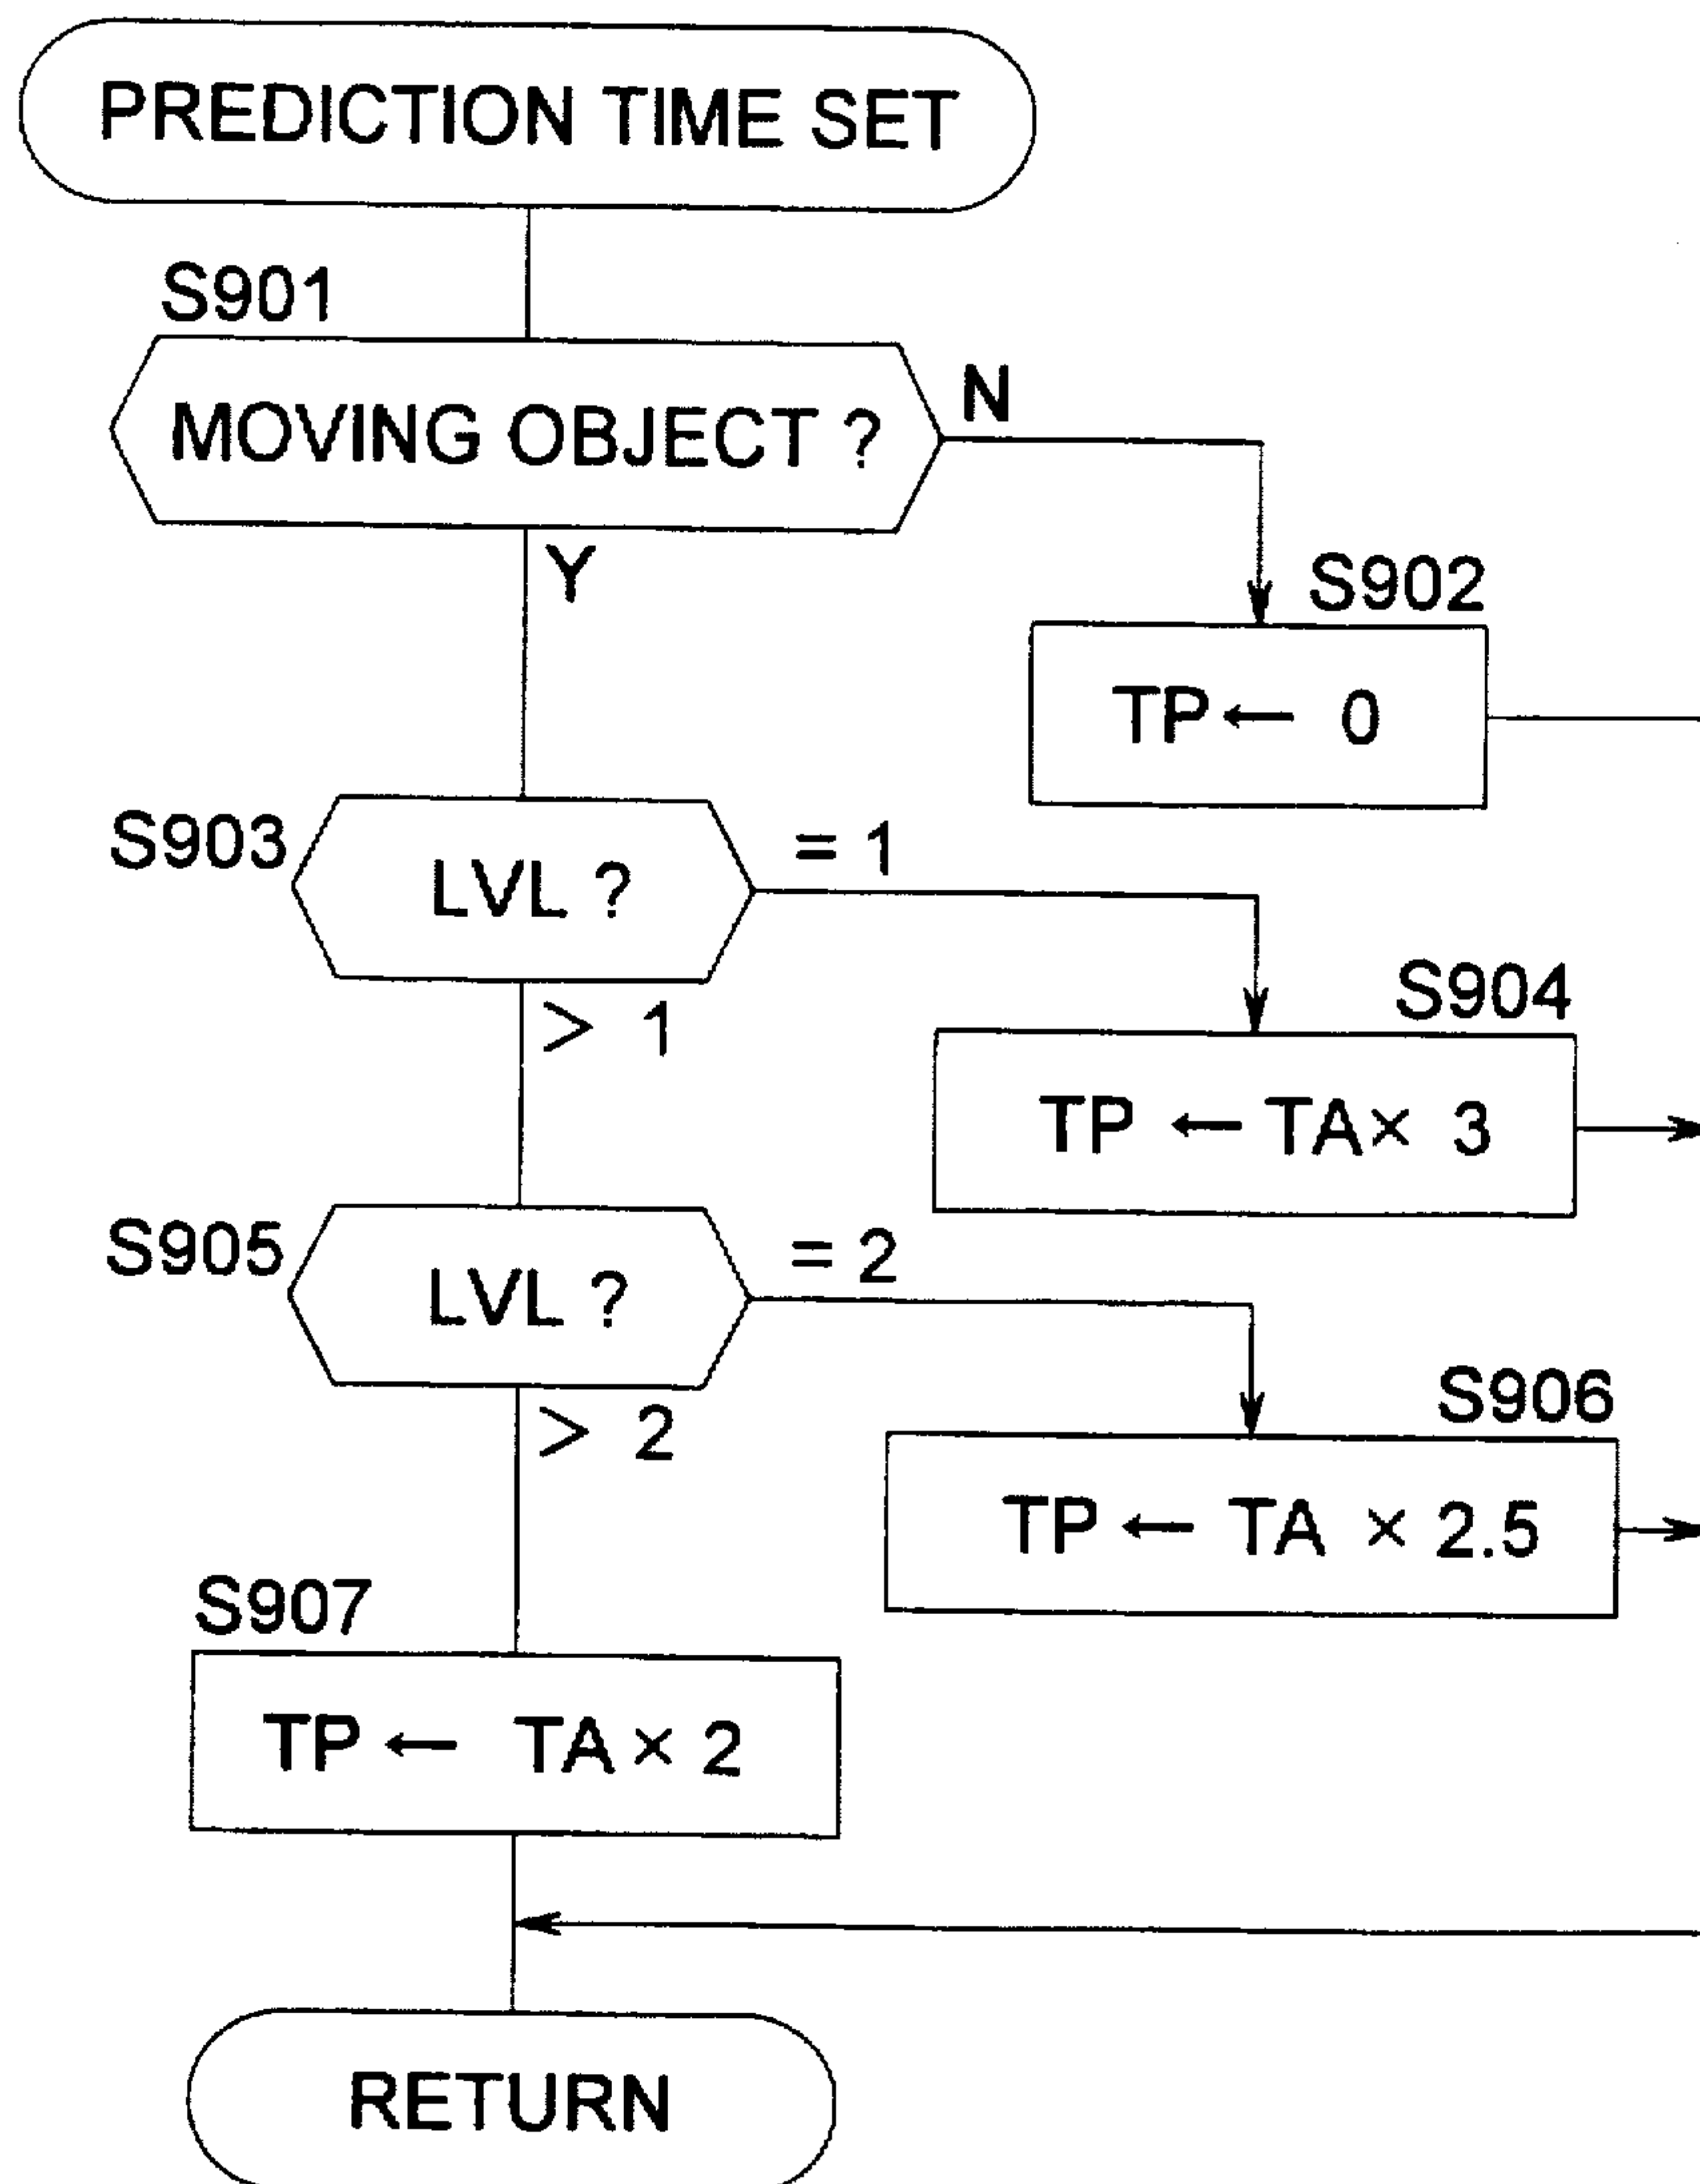 PREDICTION TIME SET
S901
MOVING OBJECT ?
N
Y
S902
TP ← 0
S903
LVL ?
= 1
> 1
S904
TP ← TA × 3
S905
LVL ?
= 2
> 2
S906
TP ← TA × 2.5
S907
TP ← TA × 2
RETURN